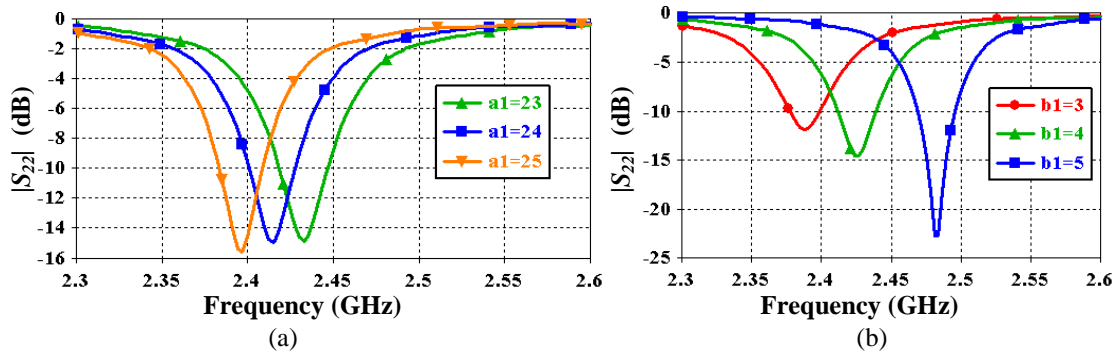 0
-2
-4
-6
-8
-10
-12
-14
-16
|S22| (dB)
a1=23
a1=24
a1=25
2.3
2.35
2.4
2.45
2.5
2.55
2.6
Frequency (GHz)
(a)
0
-5
-10
-15
-20
-25
|S22| (dB)
b1=3
b1=4
b1=5
2.3
2.35
2.4
2.45
2.5
2.55
2.6
Frequency (GHz)
(b)